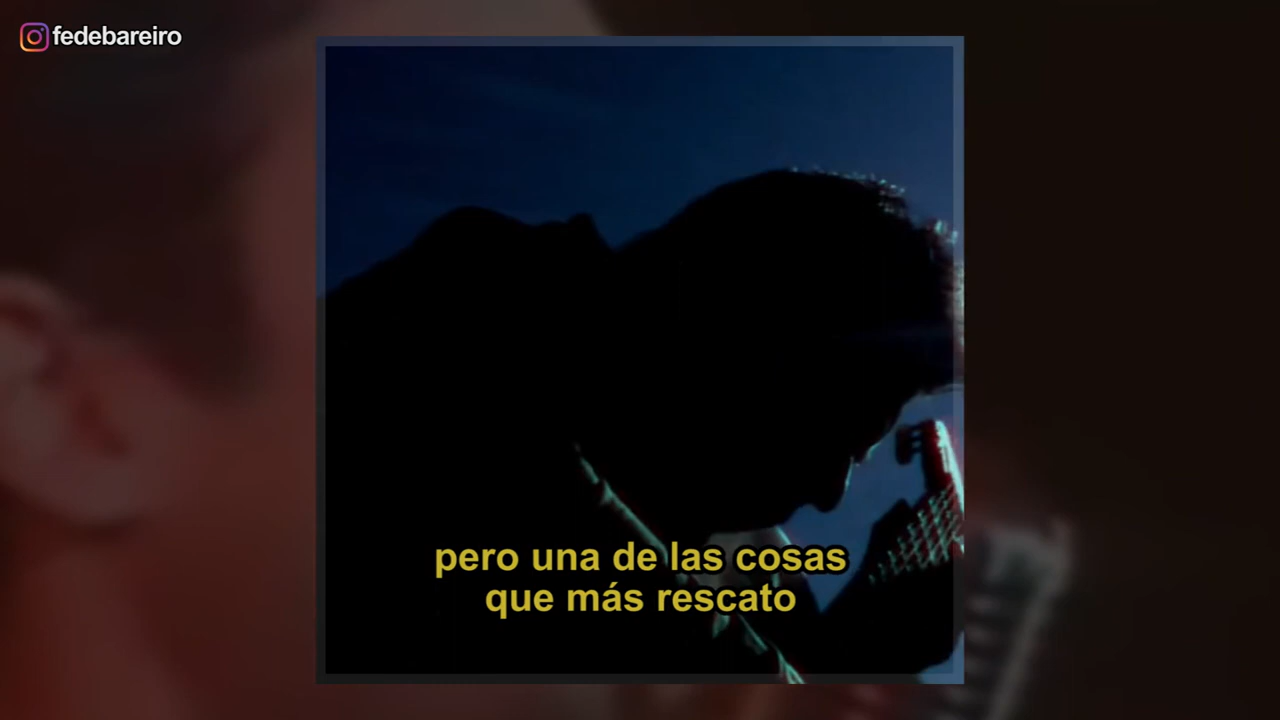 fedebareiro
pero una de las cosas
que más rescato